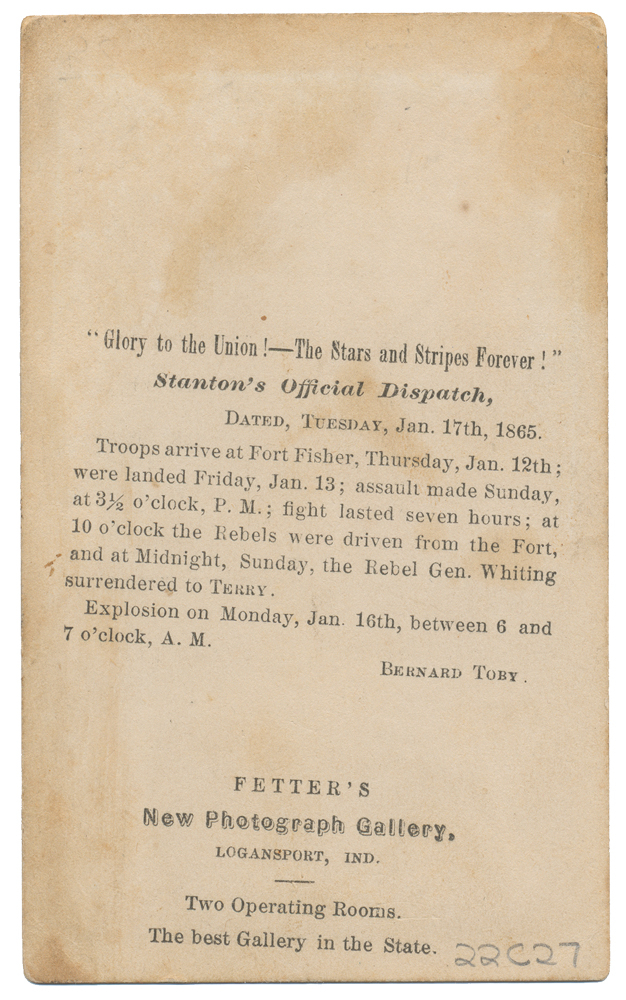 "Glory to the Union!—The Stars and Stripes Forever!"
Stanton's Official Dispatch,
DATED, TUESDAY, Jan. 17th, 1865.
Troops arrive at Fort Fisher, Thursday, Jan. 12th;
were landed Friday, Jan. 13; assault made Sunday,
at 3½ o'clock, P. M.; fight lasted seven hours; at
10 o'clock the Rebels were driven from the Fort,
and at Midnight, Sunday, the Rebel Gen. Whiting
surrendered to TERRY.
Explosion on Monday, Jan. 16th, between 6 and
7 o'clock, A. M.
BERNARD TOBY.
FETTER'S
New Photograph Gallery,
LOGANSPORT, IND.
Two Operating Rooms.
The best Gallery in the State.
22C27